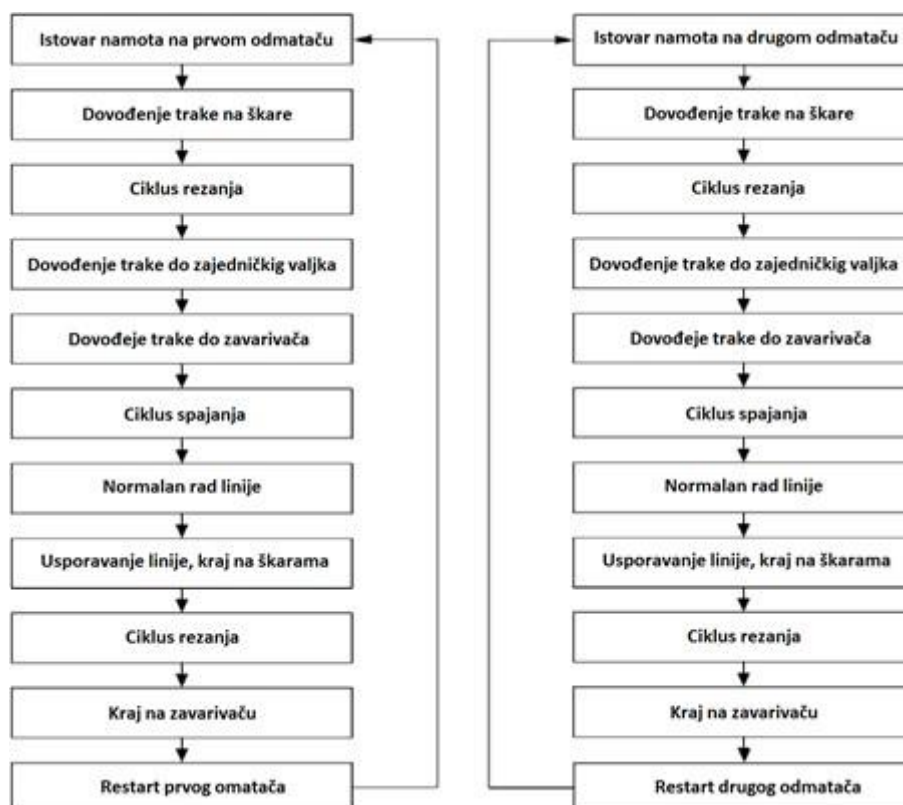 Istovar namota na prvom odmataču
Dovođenje trake na škare
Ciklus rezanja
Dovođenje trake do zajedničkig valjka
Dovođeje trake do zavarivača
Ciklus spajanja
Normalan rad linije
Usporavanje linije, kraj na škarama
Ciklus rezanja
Kraj na zavarivaču
Restart prvog omatača
Istovar namota na drugom odmataču
Dovođenje trake na škare
Ciklus rezanja
Dovođenje trake do zajedničkig valjka
Dovođeje trake do zavarivača
Ciklus spajanja
Normalan rad linije
Usporavanje linije, kraj na škarama
Ciklus rezanja
Kraj na zavarivaču
Restart drugog odmatača